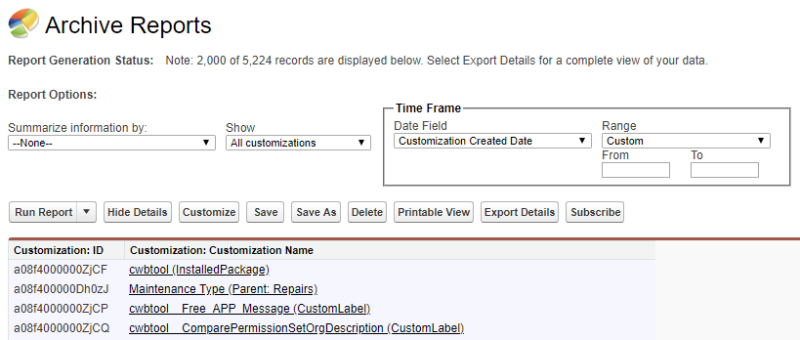 Archive Reports
Report Generation Status: Note: 2,000 of 5,224 records are displayed below. Select Export Details for a complete view of your data.
Report Options:
Time Frame
Summarize information by: Show Date Field Range
--None-- All customizations Customization Created Date Custom
From To
Run Report Hide Details Customize Save Save As Delete Printable View Export Details Subscribe
Customization: ID Customization: Customization Name
a08f4000000ZjCF cwbtool (InstalledPackage)
a08f400000Dh0zJ Maintenance Type (Parent: Repairs)
a08f4000000ZjCP cwbtool__Free_APP_Message (CustomLabel)
a08f4000000ZjCQ cwbtool__ComparePermissionSetOrgDescription (CustomLabel)